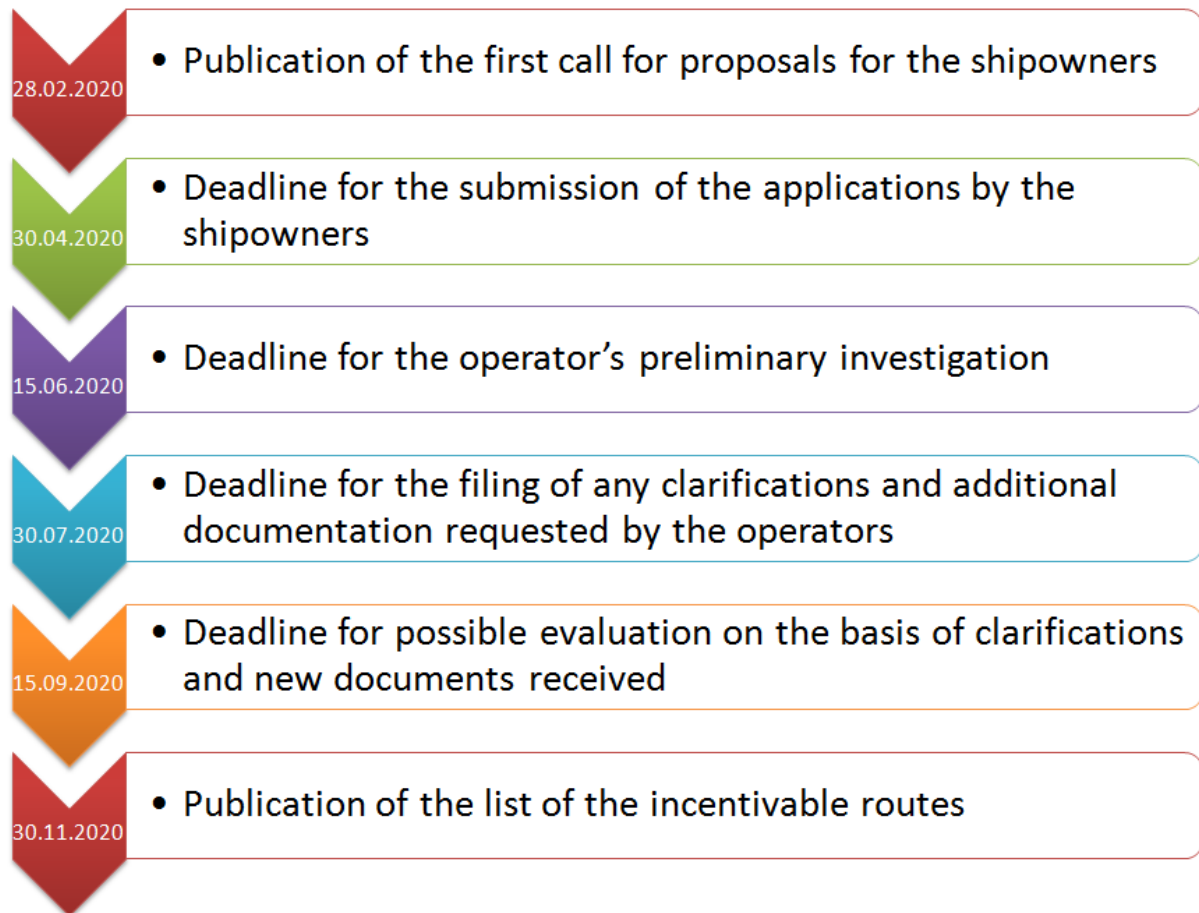 28.02.2020
• Publication of the first call for proposals for the shipowners
30.04.2020
• Deadline for the submission of the applications by the
shipowners
15.06.2020
• Deadline for the operator’s preliminary investigation
30.07.2020
• Deadline for the filing of any clarifications and additional
documentation requested by the operators
15.09.2020
• Deadline for possible evaluation on the basis of clarifications
and new documents received
30.11.2020
• Publication of the list of the incentivable routes